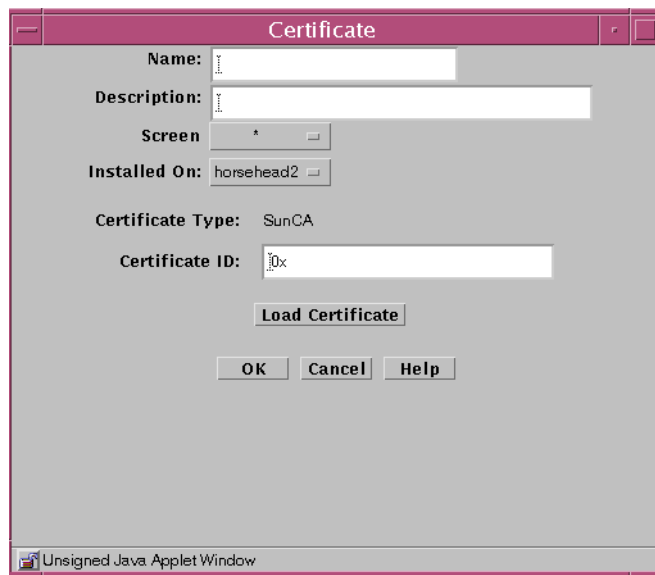 Certificate
Name:
Description:
Screen *
Installed On: horsehead2
Certificate Type: SunCA
Certificate ID: 0x
Load Certificate
OK Cancel Help
Unsigned Java Applet Window